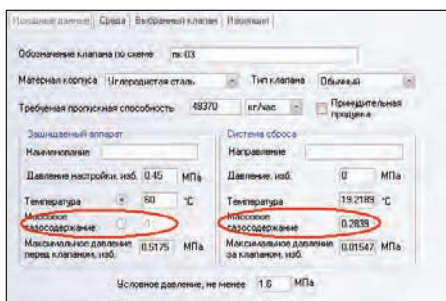 Исходные данные Среда Выбранный клапан
Обозначение клапана по схеме пк-03
Материал корпуса Углеродистая сталь Тип клапана Обычный
Требуемая пропускная способность 48370 кг/час Принудительная продувка
Защищаемый аппарат Система сброса
Наименование Направление
Давление настройки, изб. 0.45 МПа Давление, изб. 0 МПа
Температура 60 °C Температура 19.2189 °C
Массовое газосодержание Массовое газосодержание 0.2839
Максимальное давление перед клапаном, изб. 0.5175 МПа Максимальное давление за клапаном, изб. 0.01547 МПа
Условное давление, не менее 1.6 МПа